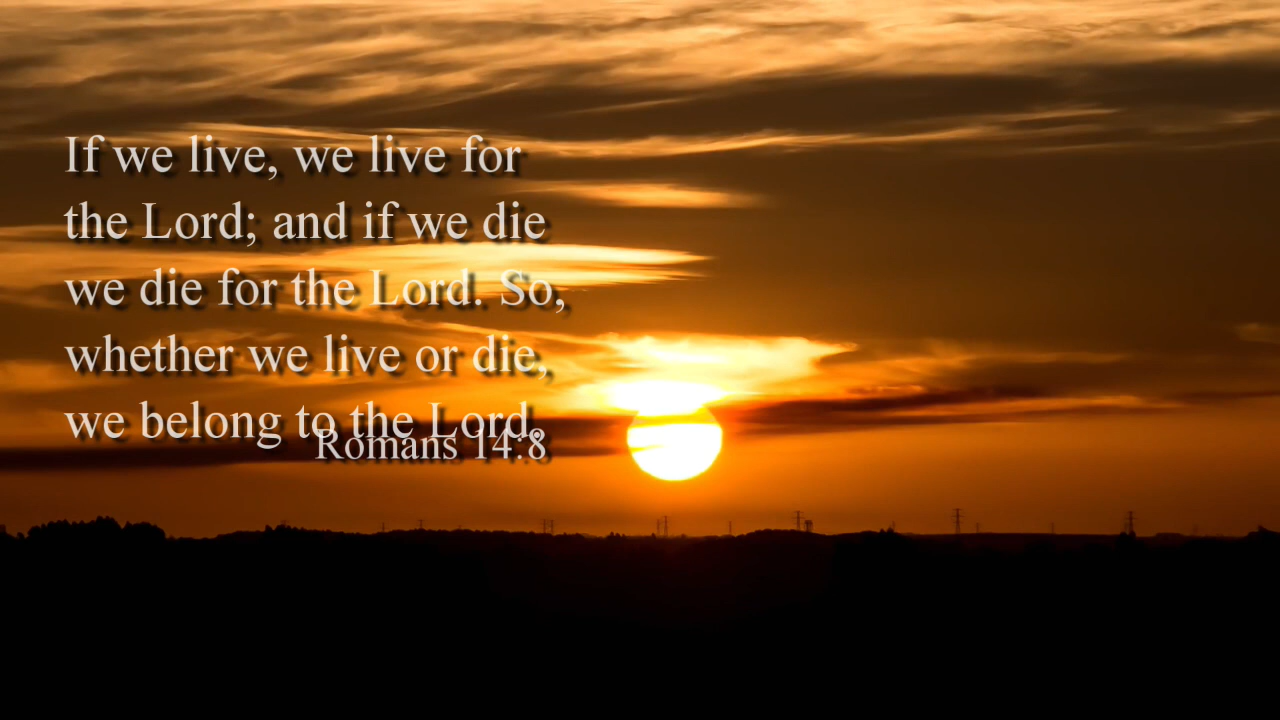 If we live, we live for
the Lord; and if we die
we die for the Lord. So,
whether we live or die,
we belong to the Lord.
Romans 14:8